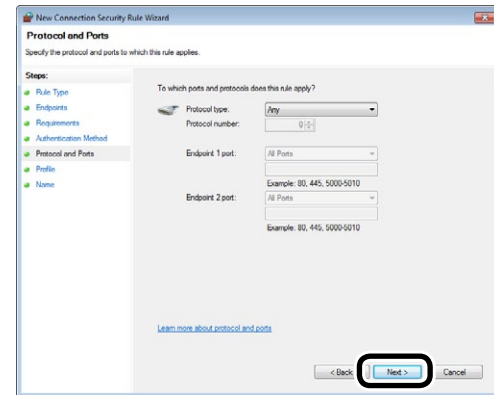 New Connection Security Rule Wizard
Protocol and Ports
Specify the protocol and ports to which this rule applies.
Steps:
Rule Type
Endpoints
Requirements
Authentication Method
Protocol and Ports
Profile
Name
To which ports and protocols does this rule apply?
Protocol type: Any
Protocol number: 0
Endpoint 1 port: All Ports
Example: 80, 445, 5000-5010
Endpoint 2 port: All Ports
Example: 80, 445, 5000-5010
Learn more about protocol and ports
< Back Next > Cancel